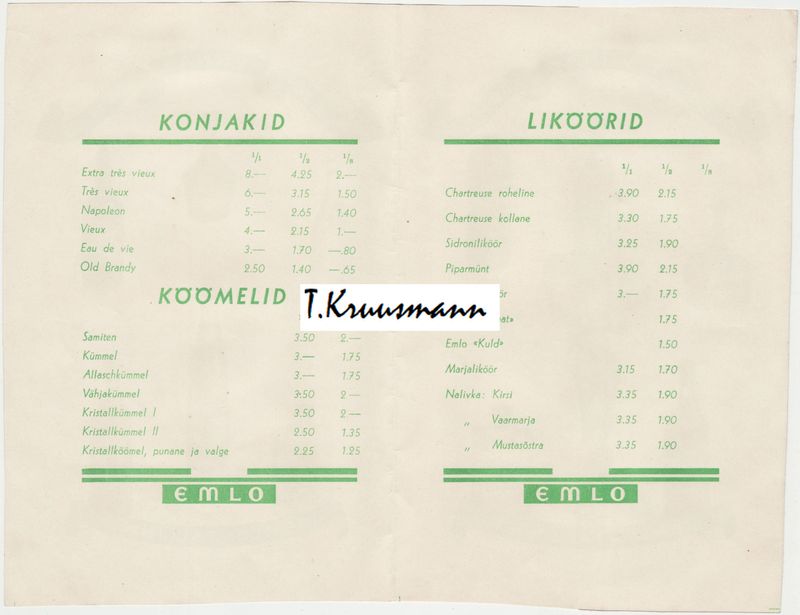 KONJAKID
1/1 1/2 1/8
Extra très vieux 8.— 4.25 2.—
Très vieux 6.— 3.15 1.50
Napoleon 5.— 2.65 1.40
Vieux 4.— 2.15 1.—
Eau de vie 3.— 1.70 —.80
Old Brandy 2.50 1.40 —.65
KÖÖMELID
Samiten 3.50 2.—
Kümmel 3.— 1.75
Allaschkümmel 3.— 1.75
Vähjakümmel 3.50 2.—
Kristallkümmel I 3.50 2.—
Kristallkümmel II 2.50 1.35
Kristallköömel, punane ja valge 2.25 1.25
EMLO
T.Kruusmann
LIKÖÖRID
1/1 1/2 1/8
Chartreuse roheline 3.90 2.15
Chartreuse kollane 3.30 1.75
Sidroniliköör 3.25 1.90
Piparmünt 3.90 2.15
3.— 1.75
1.75
Emlo «Kuld» 1.50
Marjaliköör 3.15 1.70
Nalivka: Kirsi 3.35 1.90
„ Vaarmarja 3.35 1.90
„ Mustasõstra 3.35 1.90
EMLO